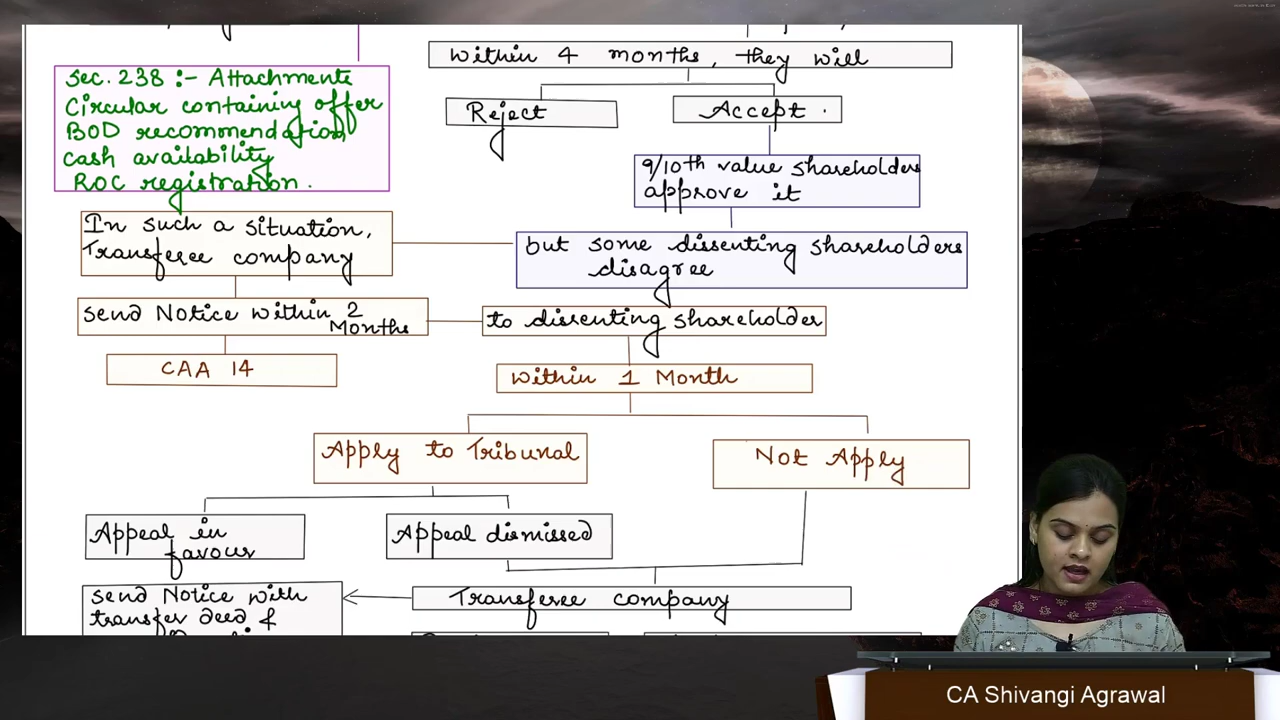 Within 4 months, they will
Sec. 238 :- Attachments
Circular containing offer
BOD recommendation
Cash availability
ROC registration.
Reject
Accept.
9/10th value shareholders
approve it
In such a situation,
Transferee company
but some dissenting shareholders
disagree
Send Notice within 2
Months
to dissenting shareholder
CAA 14
Within 1 Month
Apply to Tribunal
Not Apply
Appeal in
favour
Appeal dismissed
Send Notice with
transfer deed &
Transferee company
CA Shivangi Agrawal